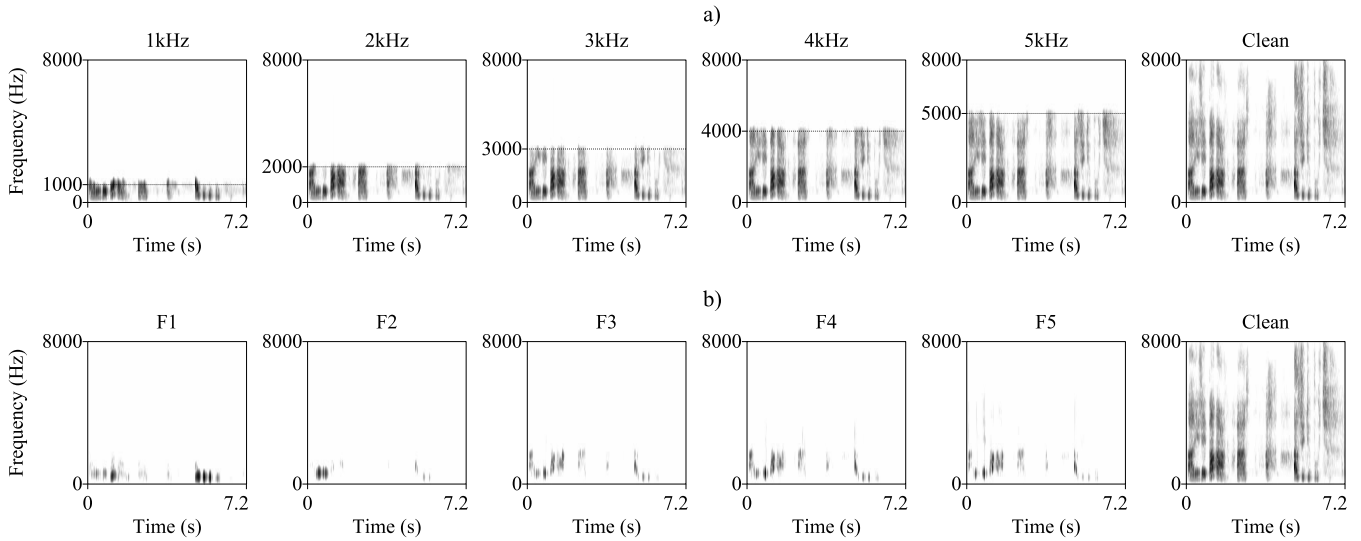 a)
1kHz 2kHz 3kHz 4kHz 5kHz Clean
8000 8000 8000 8000 8000 8000
5000
4000
3000
2000
1000
0 0 0 0 0 0
Frequency (Hz)
0 7.2 0 7.2 0 7.2 0 7.2 0 7.2 0 7.2
Time (s) Time (s) Time (s) Time (s) Time (s) Time (s)
b)
F1 F2 F3 F4 F5 Clean
8000 8000 8000 8000 8000 8000
Frequency (Hz)
0 0 0 0 0 0
0 7.2 0 7.2 0 7.2 0 7.2 0 7.2 0 7.2
Time (s) Time (s) Time (s) Time (s) Time (s) Time (s)